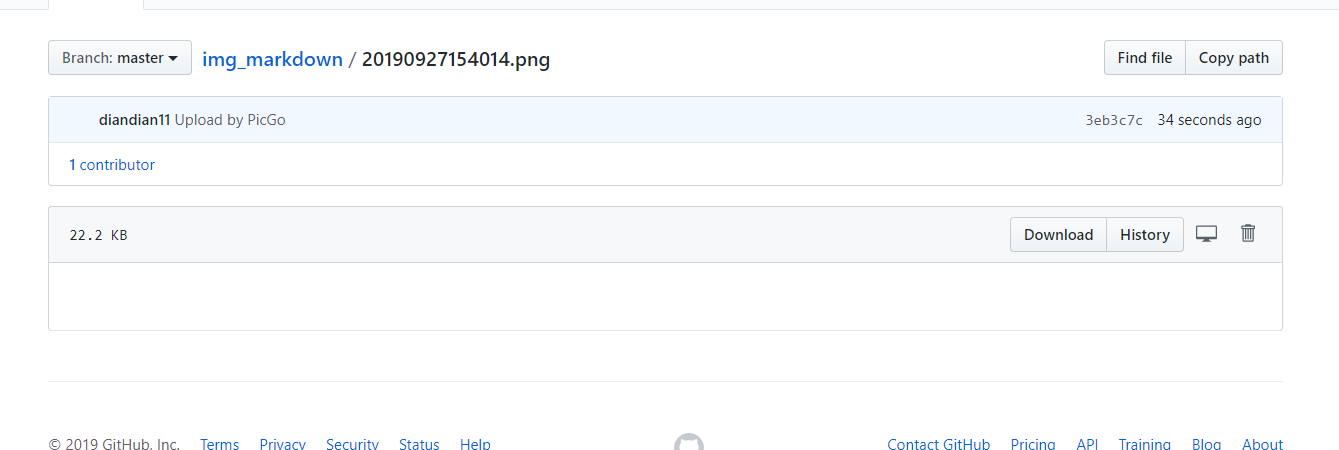 Branch: master img_markdown / 20190927154014.png Find file Copy path
diandian11 Upload by PicGo 3eb3c7c 34 seconds ago
1 contributor
22.2 KB Download History
© 2019 GitHub, Inc. Terms Privacy Security Status Help Contact GitHub Pricing API Training Blog About